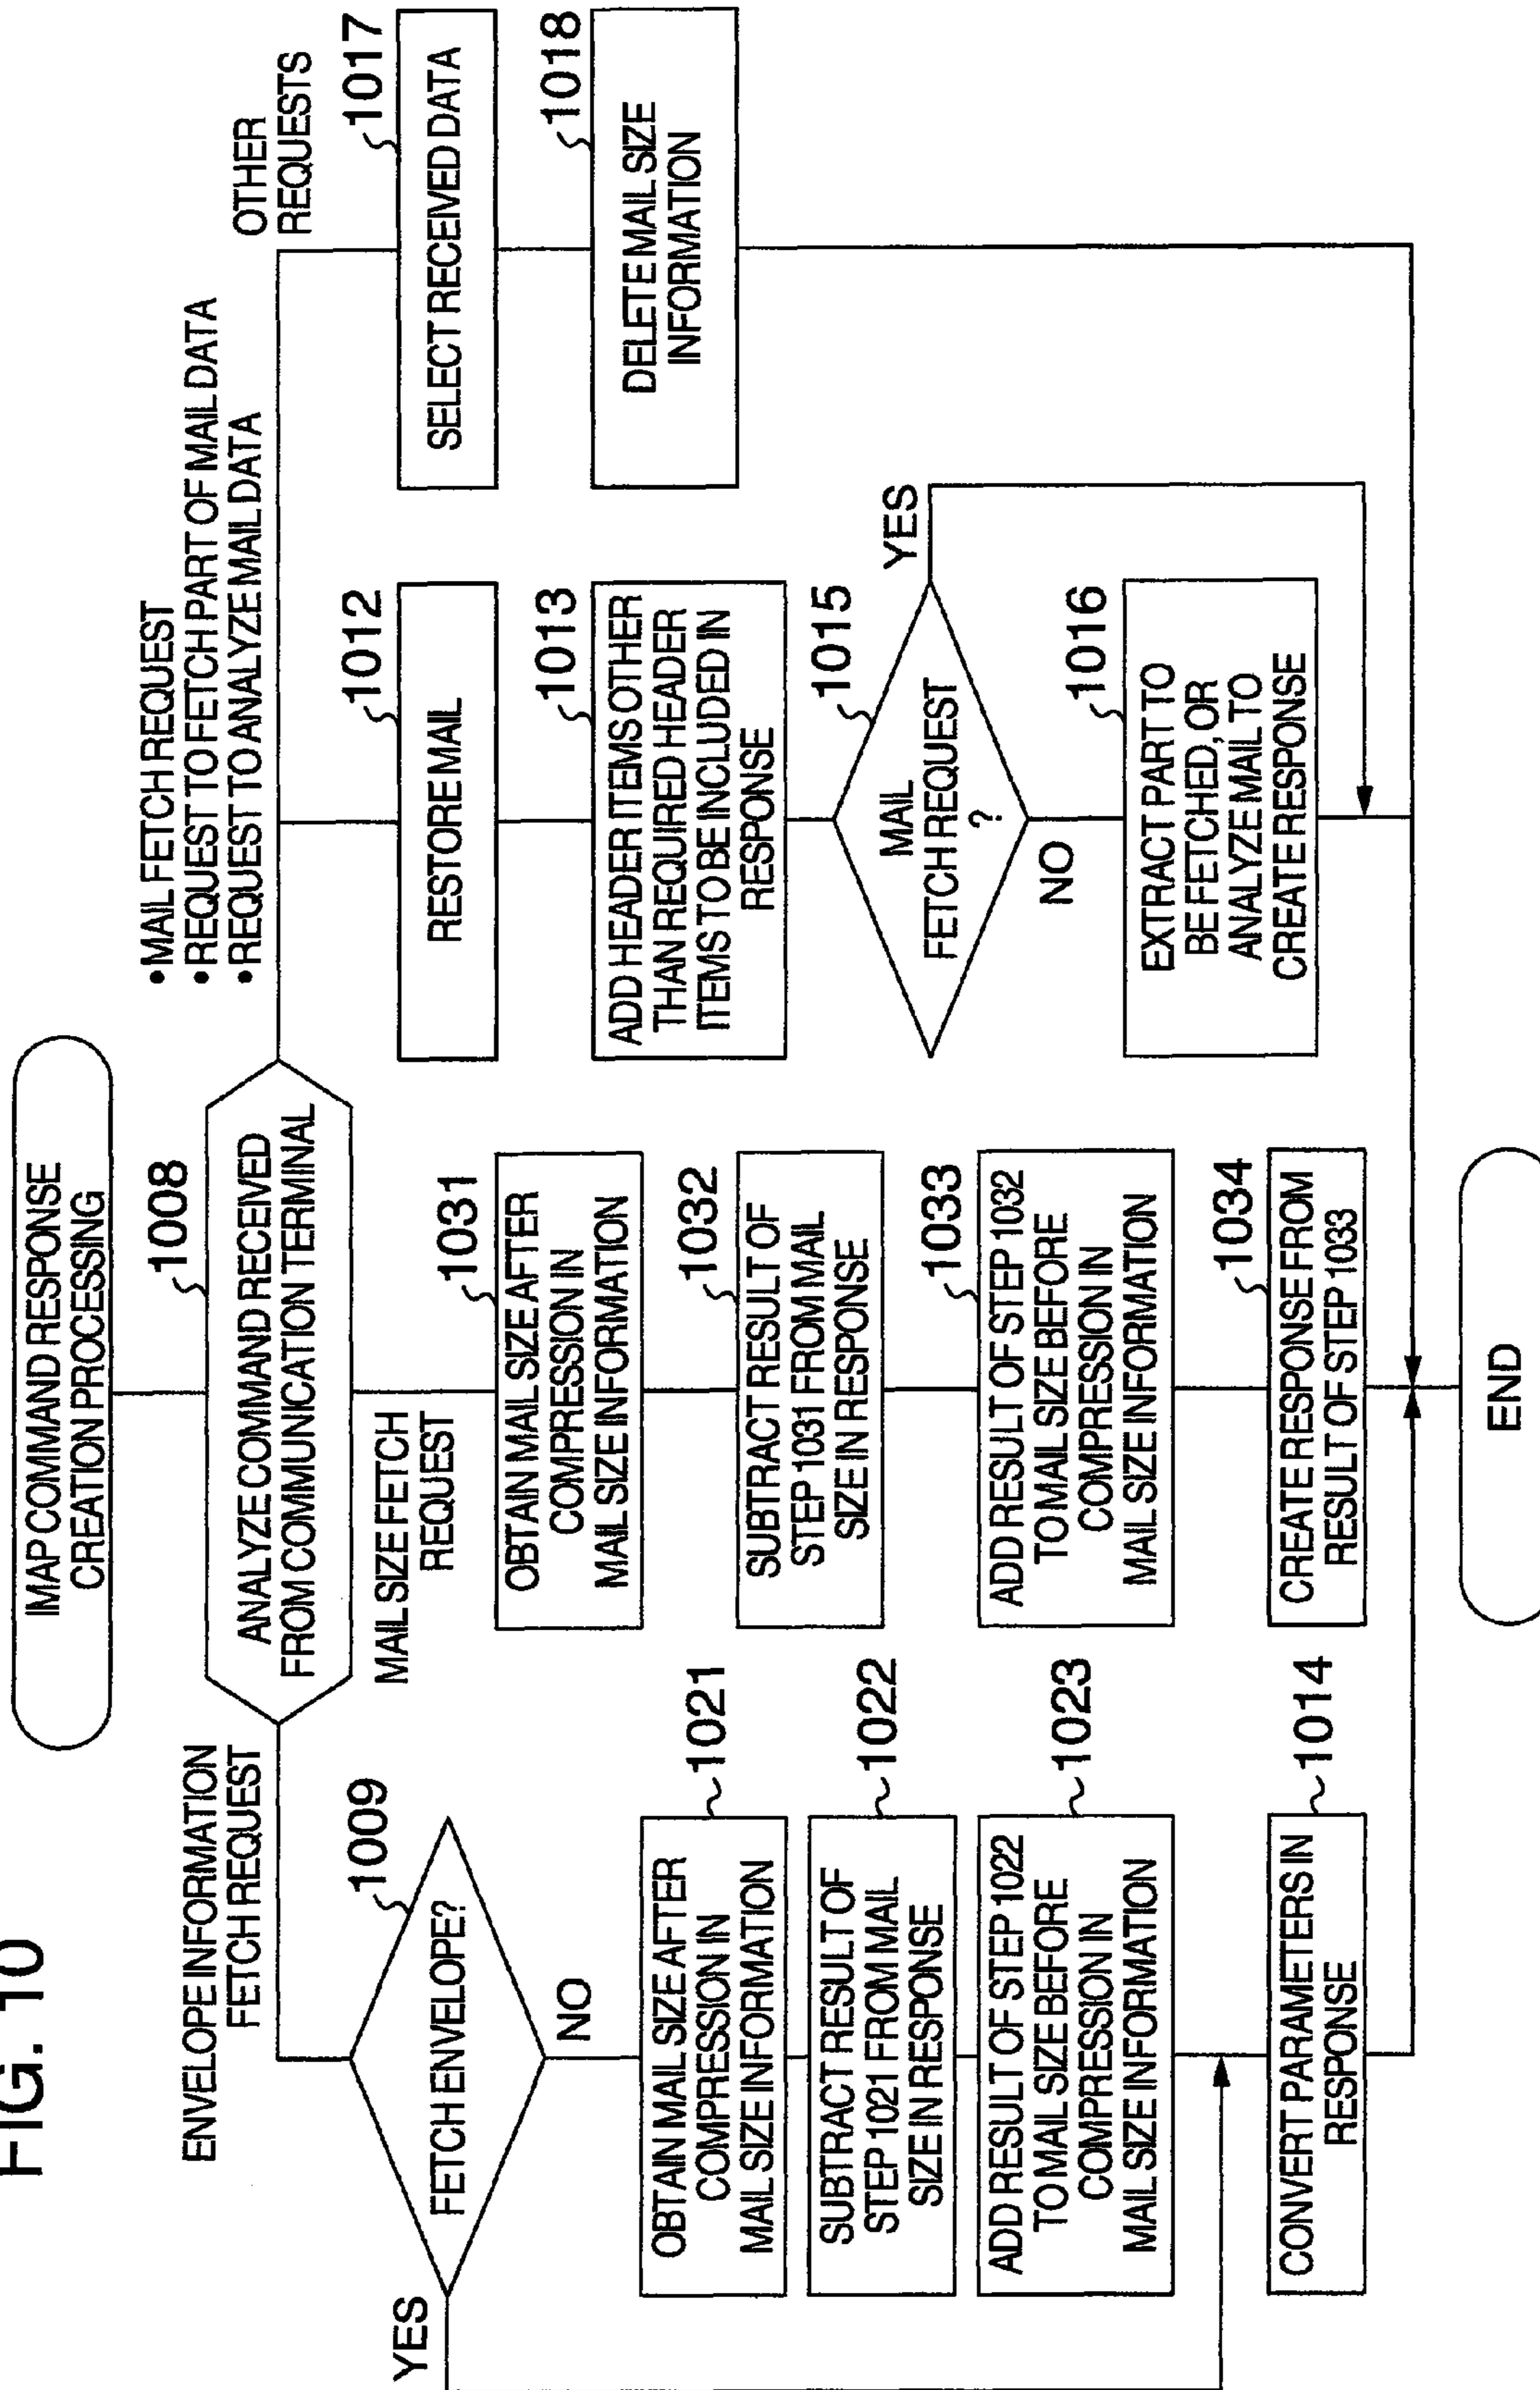 FIG. 10
IMAP COMMAND RESPONSE
CREATION PROCESSING
1008
ANALYZE COMMAND RECEIVED
FROM COMMUNICATION TERMINAL
ENVELOPE INFORMATION
FETCH REQUEST
1009
FETCH ENVELOPE?
YES
NO
1021
OBTAIN MAIL SIZE AFTER
COMPRESSION IN
MAIL SIZE INFORMATION
1022
SUBTRACT RESULT OF
STEP 1021 FROM MAIL
SIZE IN RESPONSE
1023
ADD RESULT OF STEP 1022
TO MAIL SIZE BEFORE
COMPRESSION IN
MAIL SIZE INFORMATION
1014
CONVERT PARAMETERS IN
RESPONSE
MAIL SIZE FETCH
REQUEST
1031
OBTAIN MAIL SIZE AFTER
COMPRESSION IN
MAIL SIZE INFORMATION
1032
SUBTRACT RESULT OF
STEP 1031 FROM MAIL
SIZE IN RESPONSE
1033
ADD RESULT OF STEP 1032
TO MAIL SIZE BEFORE
COMPRESSION IN
MAIL SIZE INFORMATION
1034
CREATE RESPONSE FROM
RESULT OF STEP 1033
•MAIL FETCH REQUEST
•REQUEST TO FETCH PART OF MAIL DATA
•REQUEST TO ANALYZE MAIL DATA
1012
RESTORE MAIL
1013
ADD HEADER ITEMS OTHER
THAN REQUIRED HEADER
ITEMS TO BE INCLUDED IN
RESPONSE
1015
MAIL
FETCH REQUEST
?
YES
NO
1016
EXTRACT PART TO
BE FETCHED, OR
ANALYZE MAIL TO
CREATE RESPONSE
OTHER
REQUESTS
1017
SELECT RECEIVED DATA
1018
DELETE MAIL SIZE
INFORMATION
END